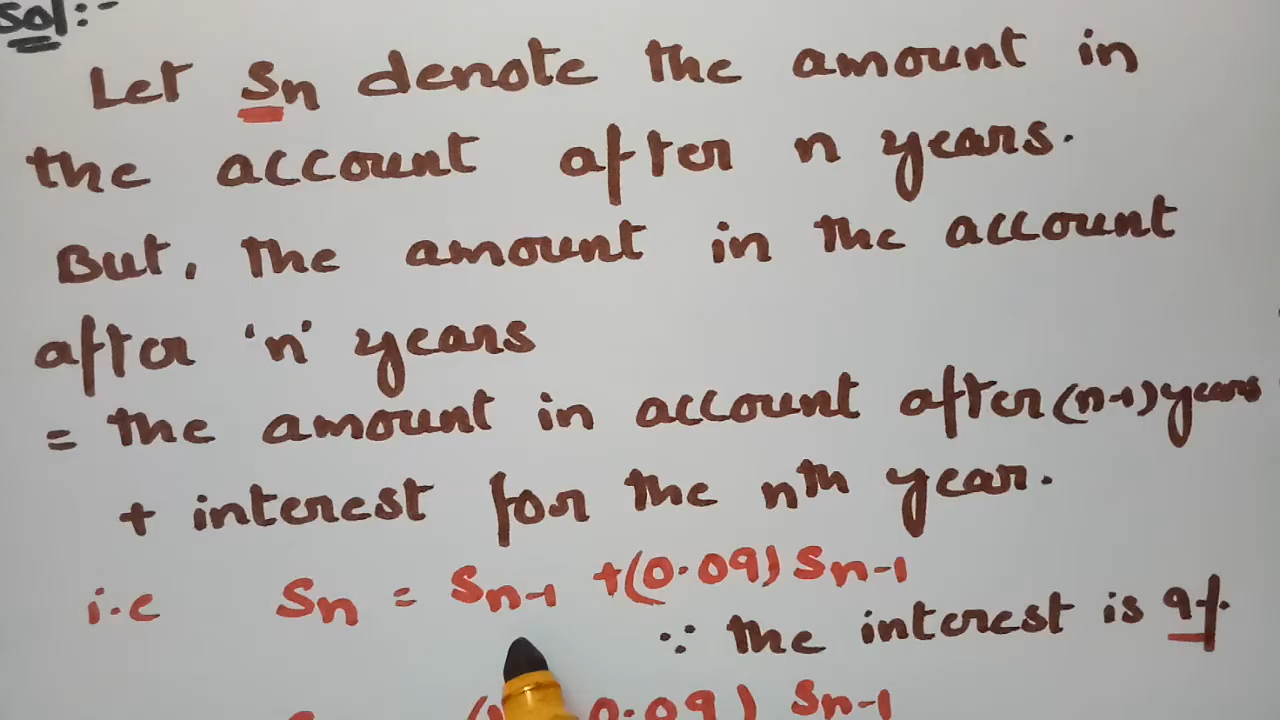 Sol:-
Let Sn denote the amount in
the account after n years.
But, the amount in the account
after 'n' years
= the amount in account after (n-1) years
+ interest for the nth year.
i.e Sn = Sn-1 + (0.09) Sn-1
∵ the interest is 9%
0.09) Sn-1